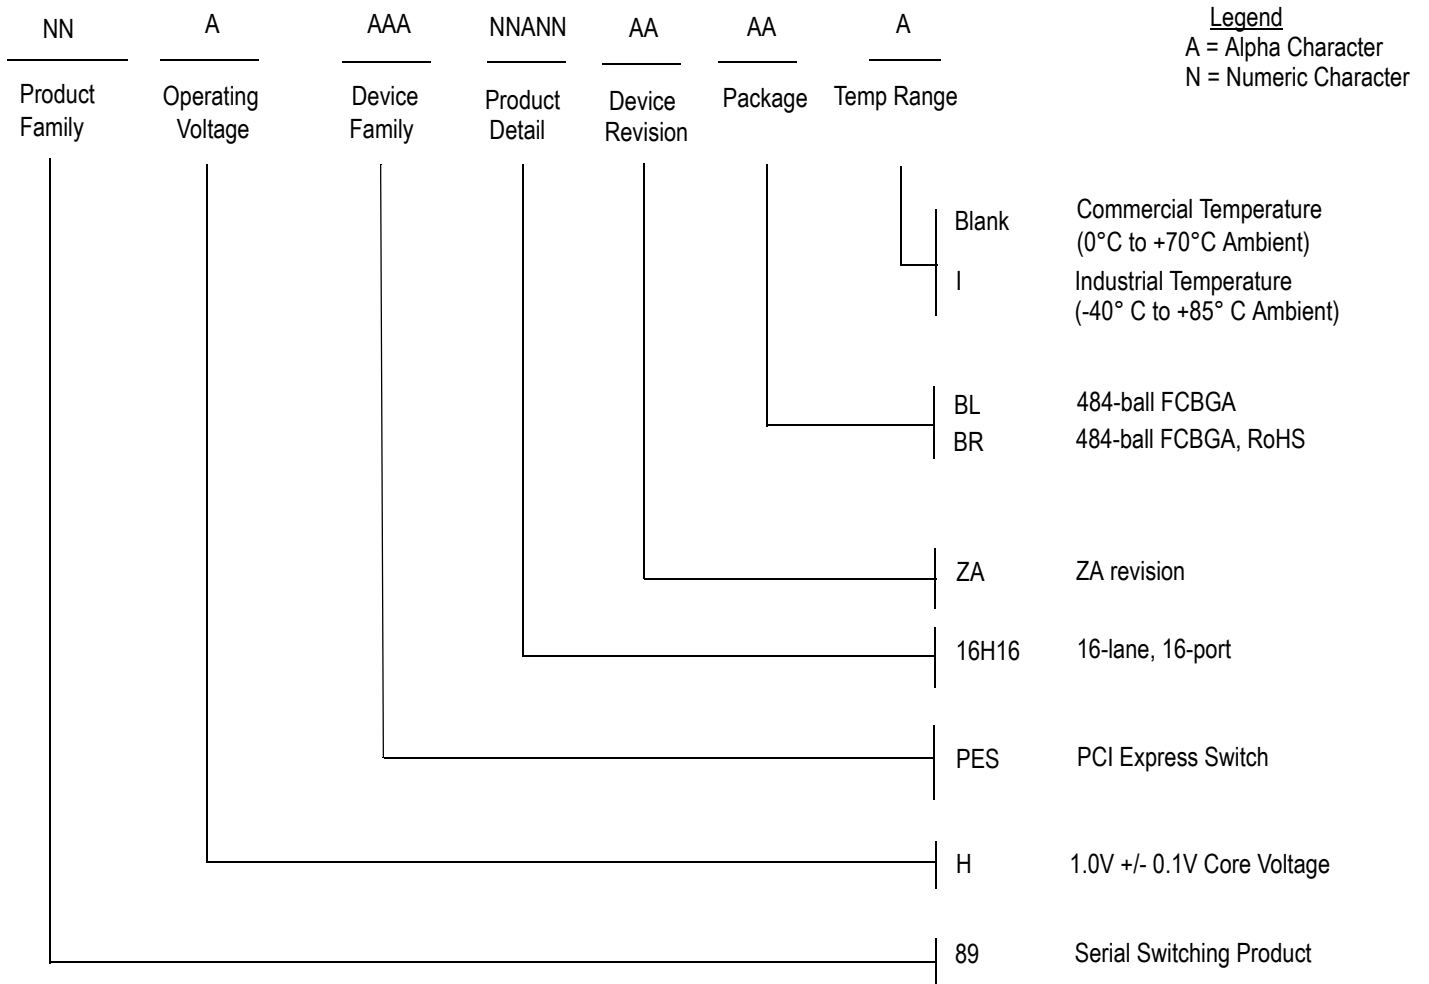 NN A AAA NNANN AA AA A
Legend
A = Alpha Character
N = Numeric Character
Product Family
Operating Voltage
Device Family
Product Detail
Device Revision
Package
Temp Range
Blank Commercial Temperature
(0°C to +70°C Ambient)
I Industrial Temperature
(-40° C to +85° C Ambient)
BL 484-ball FCBGA
BR 484-ball FCBGA, RoHS
ZA ZA revision
16H16 16-lane, 16-port
PES PCI Express Switch
H 1.0V +/- 0.1V Core Voltage
89 Serial Switching Product